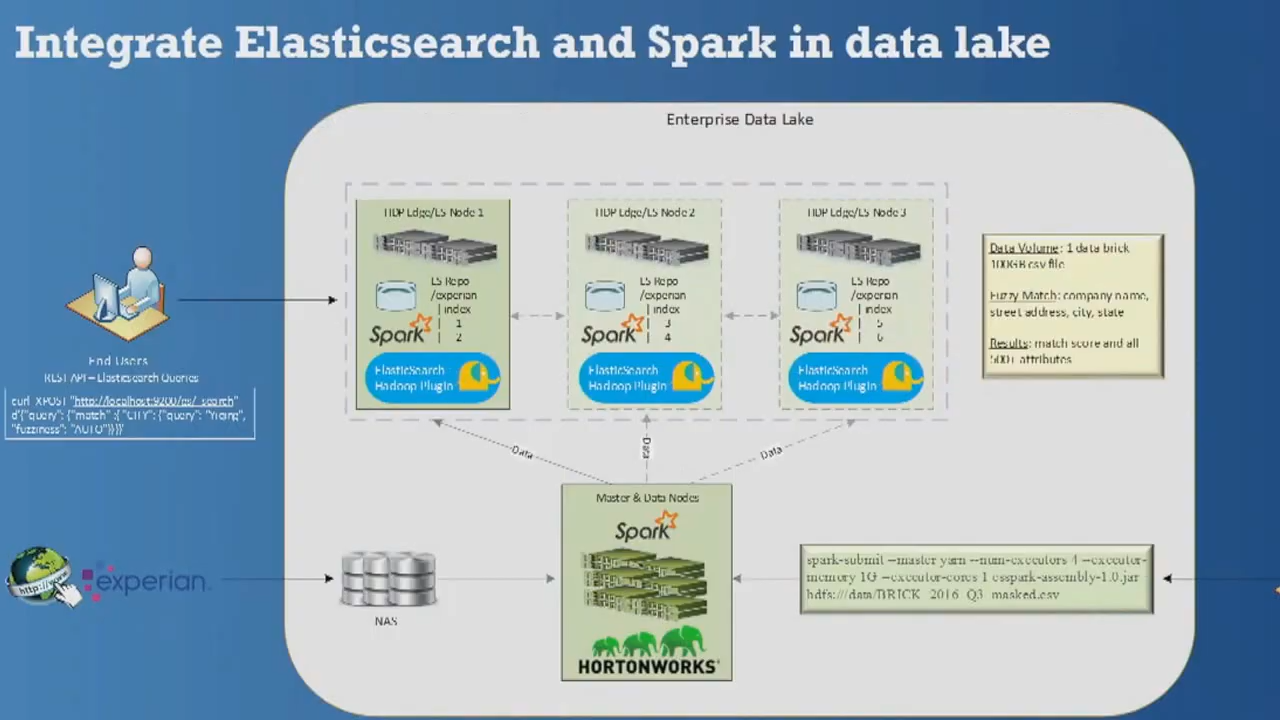 Integrate Elasticsearch and Spark in data lake
Enterprise Data Lake
HDP Edge/ES Node 1
ES Repo
/experian
index
1
2
Spark
ElasticSearch
Hadoop Plugin
HDP Edge/ES Node 2
ES Repo
/experian
index
3
4
Spark
ElasticSearch
Hadoop Plugin
HDP Edge/ES Node 3
ES Repo
/experian
index
5
6
Spark
ElasticSearch
Hadoop Plugin
Data Volume: 1 data brick
100GB csv file
Fuzzy Match: company name,
street address, city, state
Results: match score and all
500+ attributes
End Users
REST API – Elasticsearch Queries
curl XPOST "http://localhost:9200/es/_search"
d'{"query": {"match" :{ "CITY": {"query":
"fuzziness": "AUTO"}}}}'
Data
Data
Data
Master & Data Nodes
Spark
HORTONWORKS
http://www
experian
NAS
spark-submit --master yarn --num-executors 4 --executor-
memory 1G --executor-cores 1 esspark-assembly-1.0.jar
hdfs:///data/BRICK_2016_Q3_masked.csv